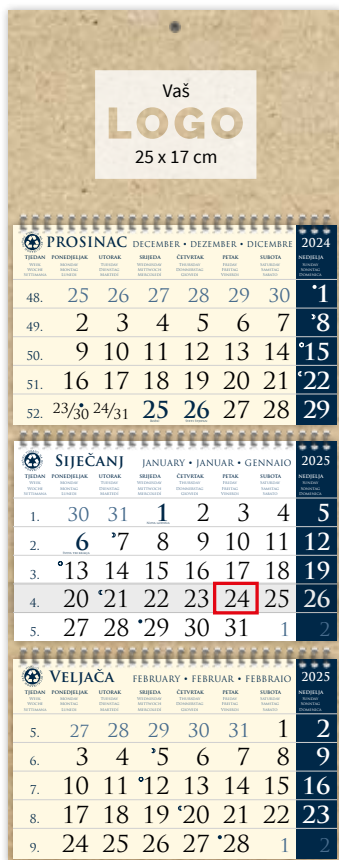 Vaš
LOGO
25 x 17 cm
PROSINAC DECEMBER • DEZEMBER • DICEMBRE 2024
TJEDAN PONEDJELJAK UTORAK SRIJEDA ČETVRTAK PETAK SUBOTA NEDJELJA
48. 25 26 27 28 29 30 1
49. 2 3 4 5 6 7 8
50. 9 10 11 12 13 14 15
51. 16 17 18 19 20 21 22
52. 23/30 24/31 25 26 27 28 29
SIJEČANJ JANUARY • JANUAR • GENNAIO 2025
TJEDAN PONEDJELJAK UTORAK SRIJEDA ČETVRTAK PETAK SUBOTA NEDJELJA
1. 30 31 1 2 3 4 5
2. 6 7 8 9 10 11 12
3. 13 14 15 16 17 18 19
4. 20 21 22 23 24 25 26
5. 27 28 29 30 31 1 2
VELJAČA FEBRUARY • FEBRUAR • FEBBRAIO 2025
TJEDAN PONEDJELJAK UTORAK SRIJEDA ČETVRTAK PETAK SUBOTA NEDJELJA
5. 27 28 29 30 31 1 2
6. 3 4 5 6 7 8 9
7. 10 11 12 13 14 15 16
8. 17 18 19 20 21 22 23
9. 24 25 26 27 28 1 2